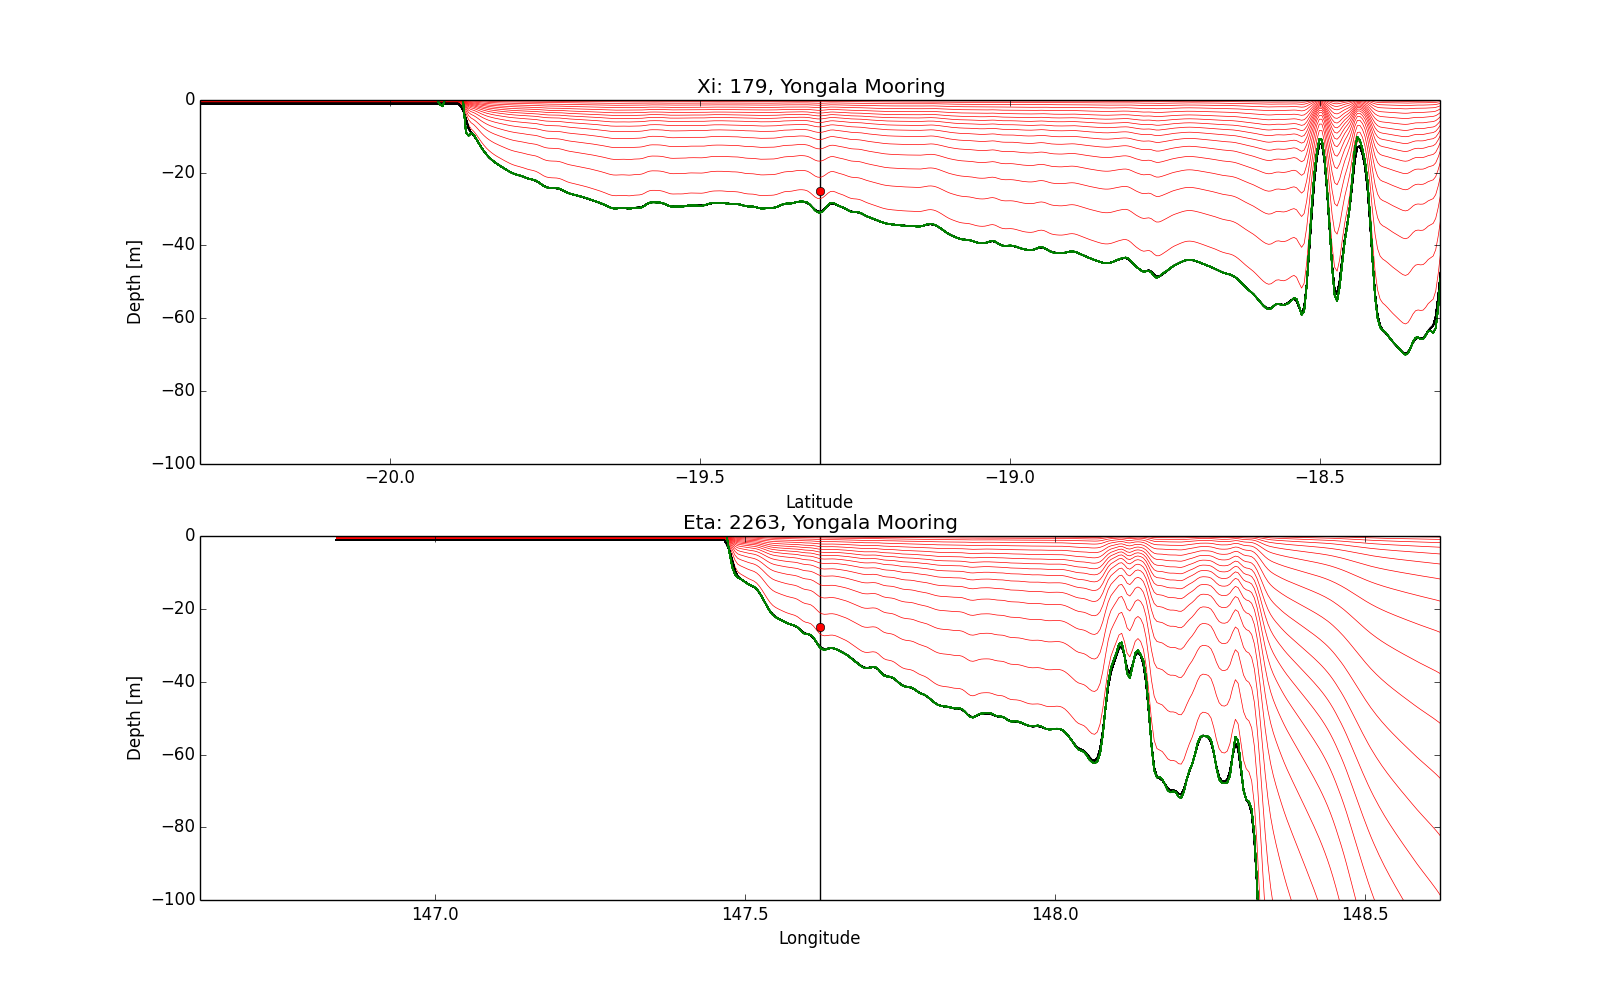 Xi: 179, Yongala Mooring
0
−20
−40
−60
−80
−100
Depth [m]
−20.0 −19.5 −19.0 −18.5
Latitude
Eta: 2263, Yongala Mooring
0
−20
−40
−60
−80
−100
Depth [m]
147.0 147.5 148.0 148.5
Longitude